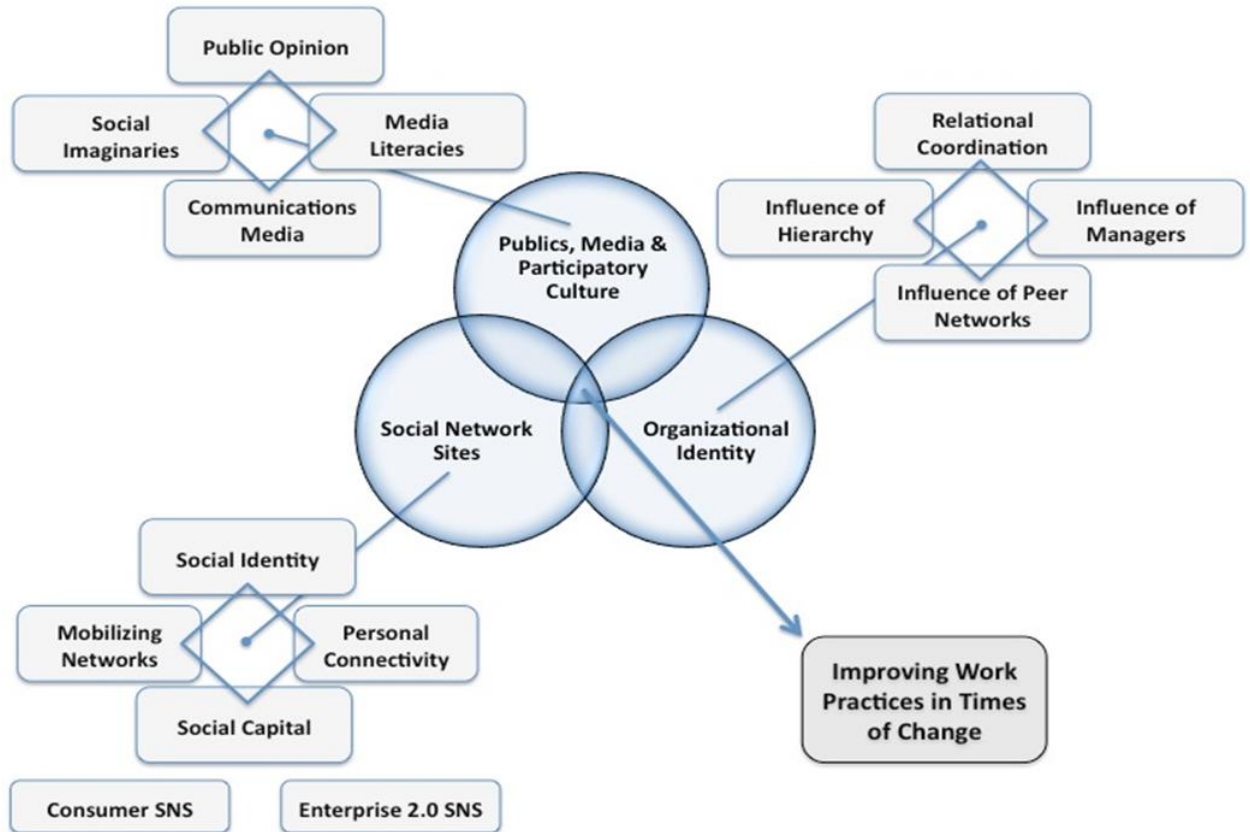 Public Opinion
Social
Imaginaries
Media
Literacies
Communications
Media
Relational
Coordination
Influence of
Hierarchy
Influence of
Managers
Influence of Peer
Networks
Publics, Media &
Participatory
Culture
Social Network
Sites
Organizational
Identity
Social Identity
Mobilizing
Networks
Personal
Connectivity
Social Capital
Consumer SNS
Enterprise 2.0 SNS
Improving Work
Practices in Times
of Change